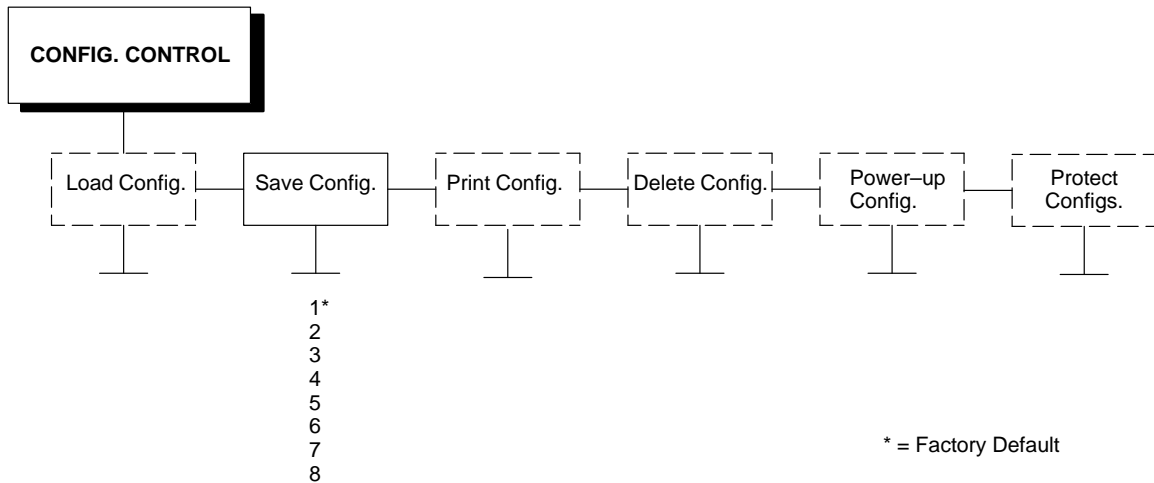 CONFIG. CONTROL
Load Config.
Save Config.
Print Config.
Delete Config.
Power–up
Config.
Protect
Configs.
1*
2
3
4
5
6
7
8
* = Factory Default